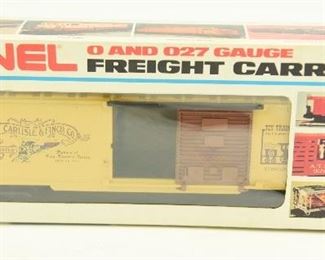 NEL
O AND O27 GAUGE
FREIGHT CARR
CARLISLE & FINCH CO.
TOY TRAIN
A.T.